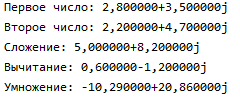 Первое число: 2,800000+3,500000j
Второе число: 2,200000+4,700000j
Сложение: 5,000000+8,200000j
Вычитание: 0,600000-1,200000j
Умножение: -10,290000+20,860000j